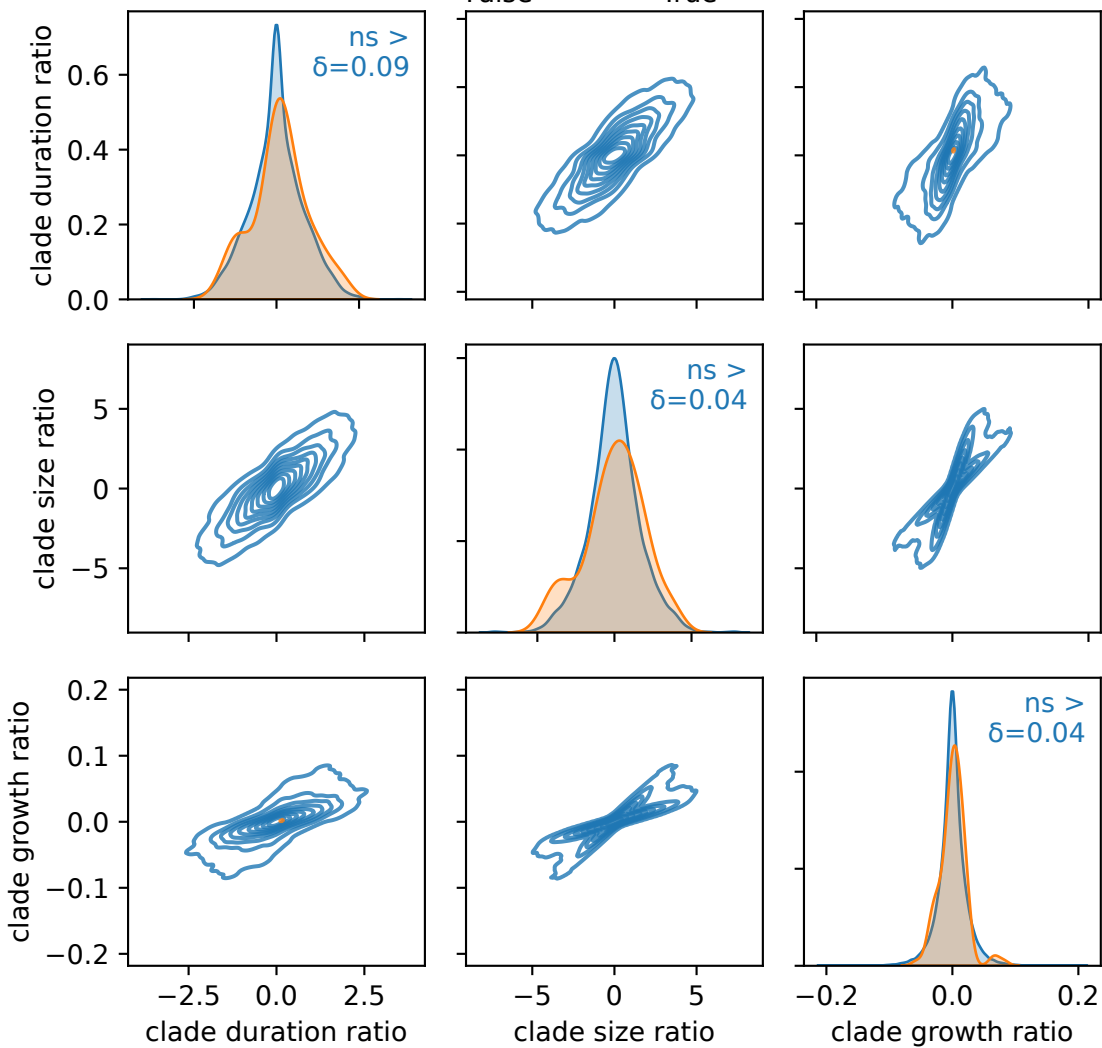 False True
clade duration ratio
0.6
0.4
0.2
0.0
ns >
δ=0.09
clade size ratio
5
0
−5
ns >
δ=0.04
clade growth ratio
0.2
0.1
0.0
−0.1
−0.2
ns >
δ=0.04
−2.5 0.0 2.5
−5 0 5
−0.2 0.0 0.2
clade duration ratio
clade size ratio
clade growth ratio